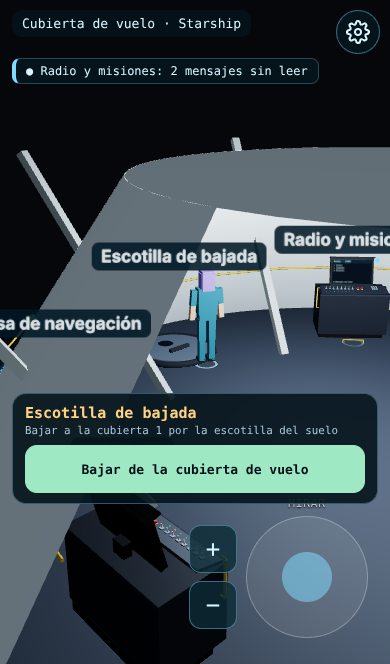 Cubierta de vuelo · Starship
● Radio y misiones: 2 mensajes sin leer
Escotilla de bajada
Radio y misio
sa de navegación
Escotilla de bajada
Bajar a la cubierta 1 por la escotilla del suelo
Bajar de la cubierta de vuelo
MIRAR
+
−